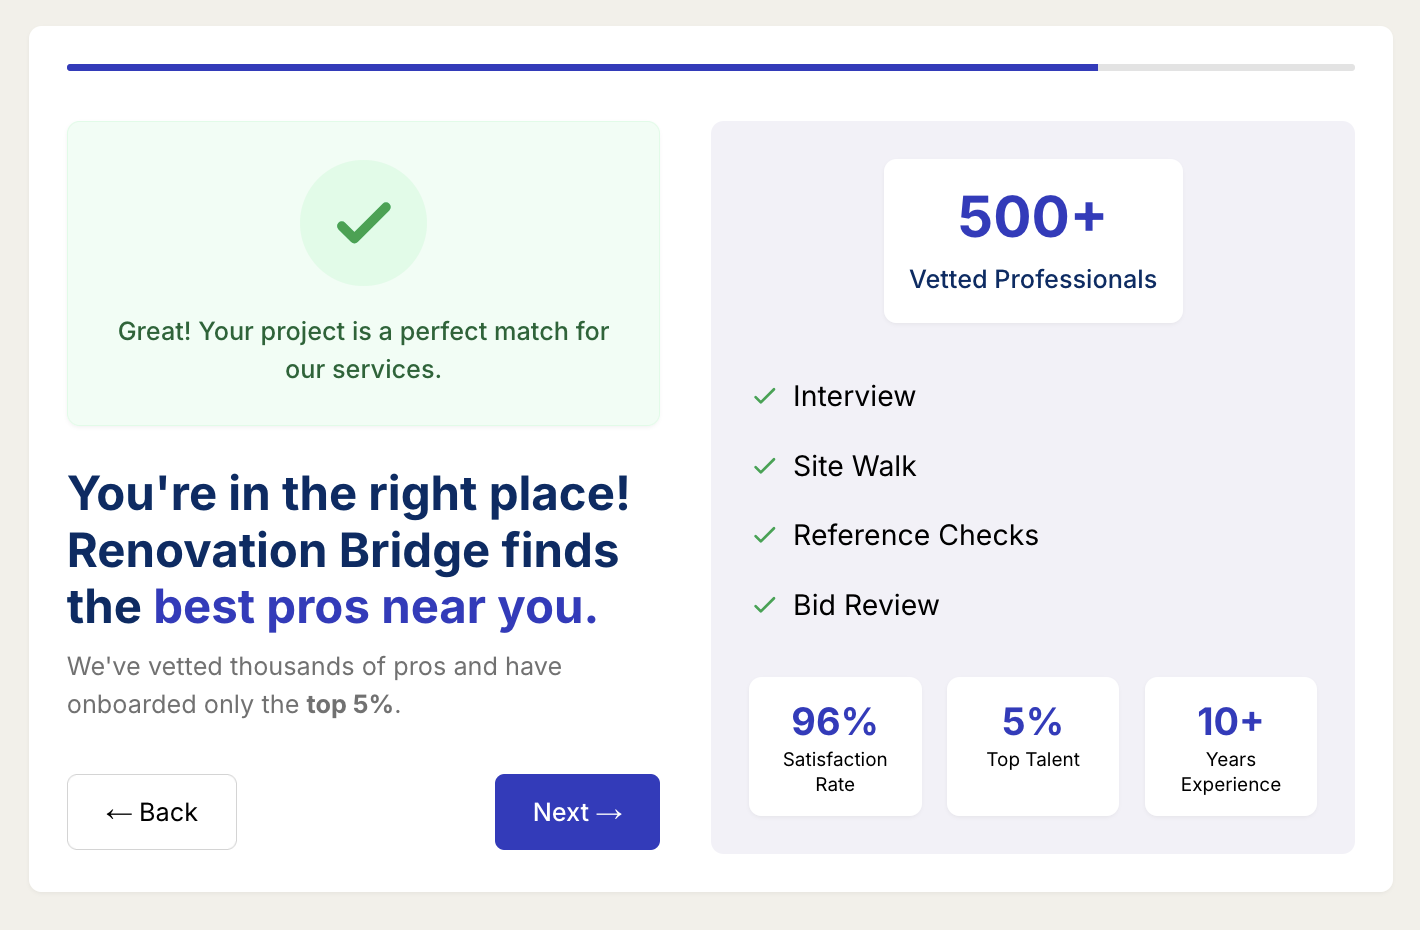 Great! Your project is a perfect match for
our services.
You're in the right place!
Renovation Bridge finds
the best pros near you.
We've vetted thousands of pros and have
onboarded only the top 5%.
← Back
Next →
500+
Vetted Professionals
Interview
Site Walk
Reference Checks
Bid Review
96%
Satisfaction
Rate
5%
Top Talent
10+
Years
Experience